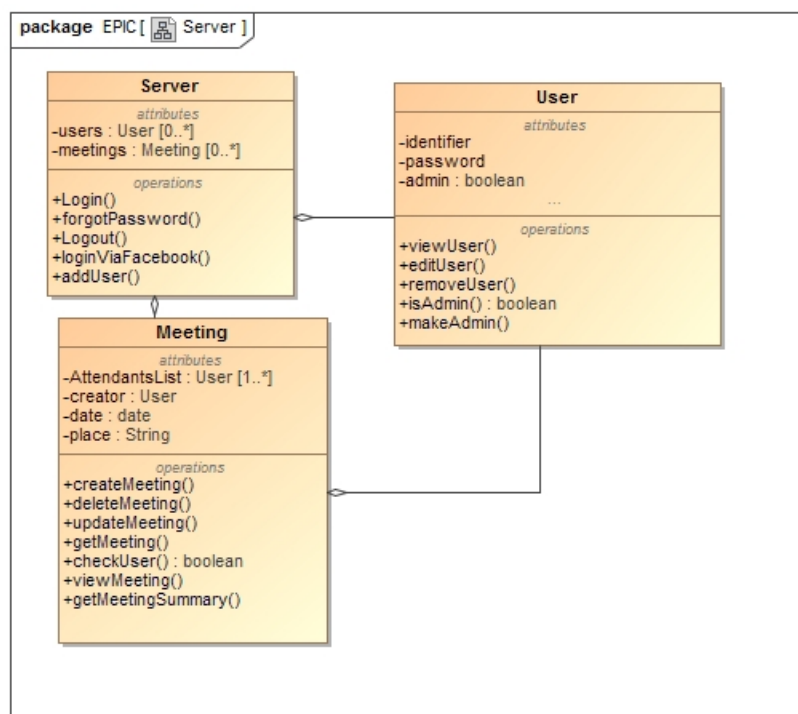 package EPIC [ Server ]
Server
attributes
-users : User [0..*]
-meetings : Meeting [0..*]
operations
+Login()
+forgotPassword()
+Logout()
+loginViaFacebook()
+addUser()
User
attributes
-identifier
-password
-admin : boolean
...
operations
+viewUser()
+editUser()
+removeUser()
+isAdmin() : boolean
+makeAdmin()
Meeting
attributes
-AttendantsList : User [1..*]
-creator : User
-date : date
-place : String
operations
+createMeeting()
+deleteMeeting()
+updateMeeting()
+getMeeting()
+checkUser() : boolean
+viewMeeting()
+getMeetingSummary()